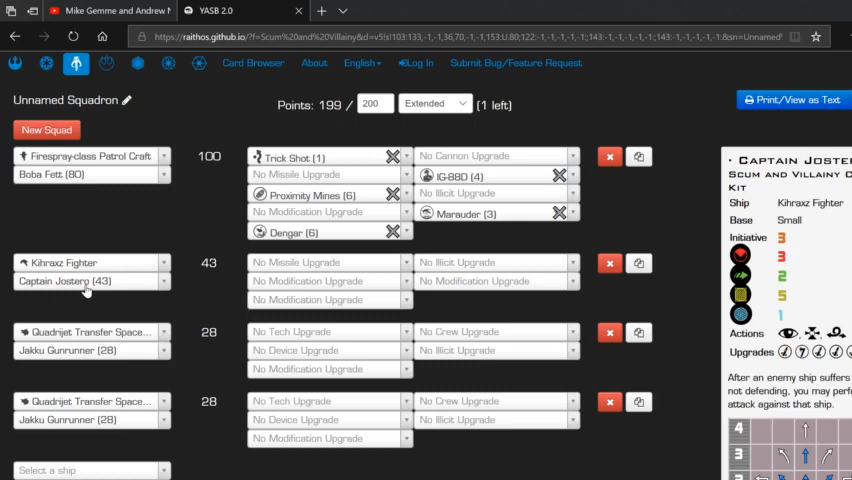 Mike Gemme and Andrew N
YASB 2.0
https://raithos.github.io/?f=Scum%20and%20Villainy&d=v5!s!103:133,-1,-1,36,70,-1,-1,153:U.80;122:-1,-1,-1,-1,-1:;143:-1,-1,-1,-1,-1:;143:-1,-1,-1,-1,-1:&sn=Unnamed'
Card Browser About English Log In Submit Bug/Feature Request
Unnamed Squadron
Points: 199 / 200 Extended (1 left)
Print/View as Text
New Squad
Firespray-class Patrol Craft 100 Trick Shot (1) No Cannon Upgrade
Boba Fett (80) No Missile Upgrade IG-88D (4)
Proximity Mines (6) No Illicit Upgrade
No Modification Upgrade Marauder (3)
Dengar (6)
Kihraxz Fighter 43 No Missile Upgrade No Illicit Upgrade
Captain Jostero (43) No Illicit Upgrade No Modification Upgrade
No Modification Upgrade
Quadrijet Transfer Space... 28 No Tech Upgrade No Crew Upgrade
Jakku Gunrunner (28) No Device Upgrade No Illicit Upgrade
No Modification Upgrade
Quadrijet Transfer Space... 28 No Tech Upgrade No Crew Upgrade
Jakku Gunrunner (28) No Device Upgrade No Illicit Upgrade
No Modification Upgrade
Select a ship
· Captain Joster
Scum and Villainy C
Kit
Ship Kihraxz Fighter
Base Small
Initiative 3
3
2
5
1
Actions
Upgrades
After an enemy ship suffers
not defending, you may perfo
attack against that ship.
4
3